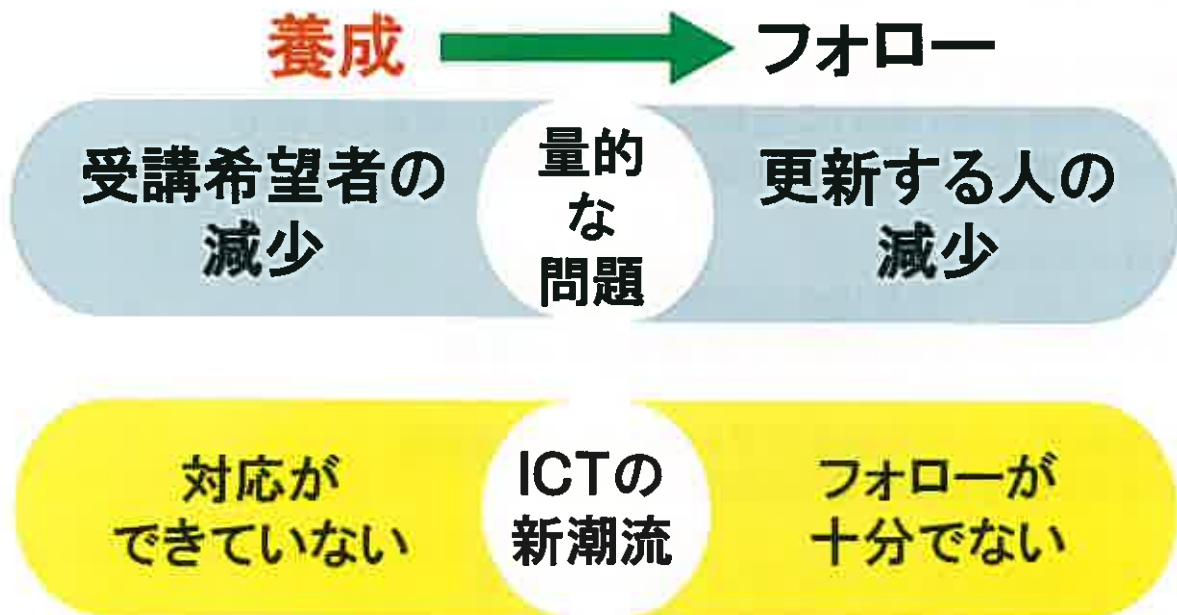 養成
フォロー
受講希望者の
減少
量的
な
問題
更新する人の
減少
対応が
できていない
ICTの
新潮流
フォローが
十分でない